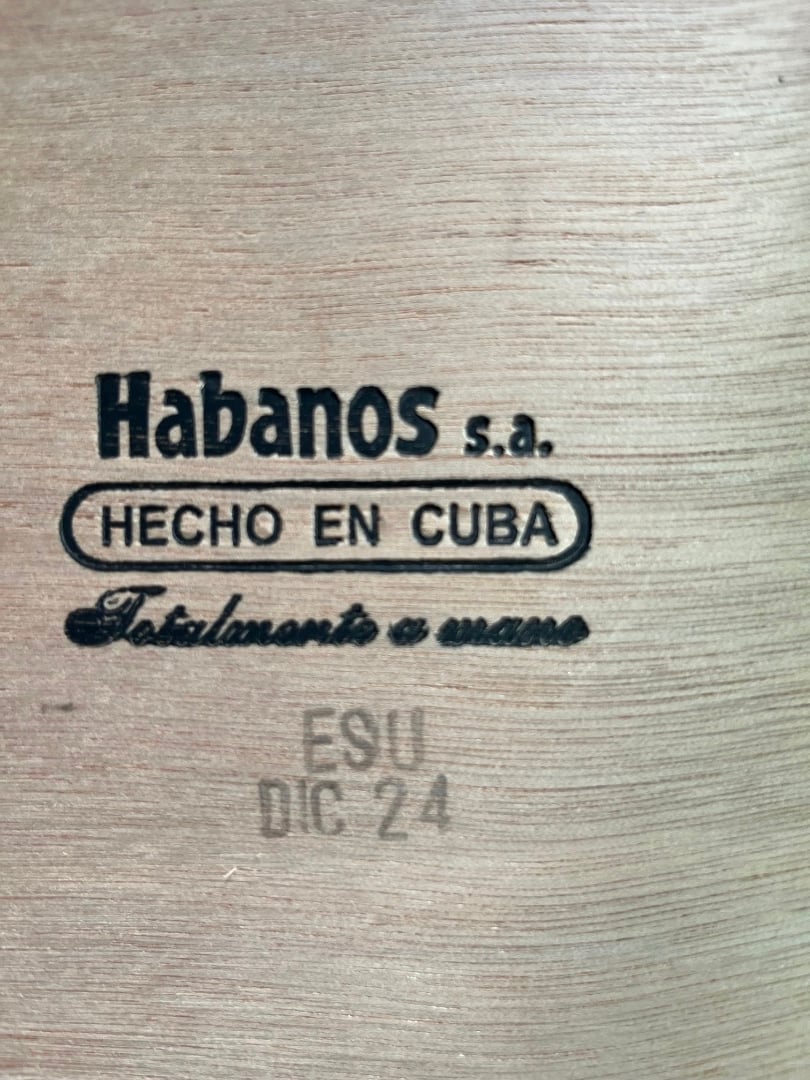 Habanos s.a.
HECHO EN CUBA
Totalmente a mano
ESU
DIC 24